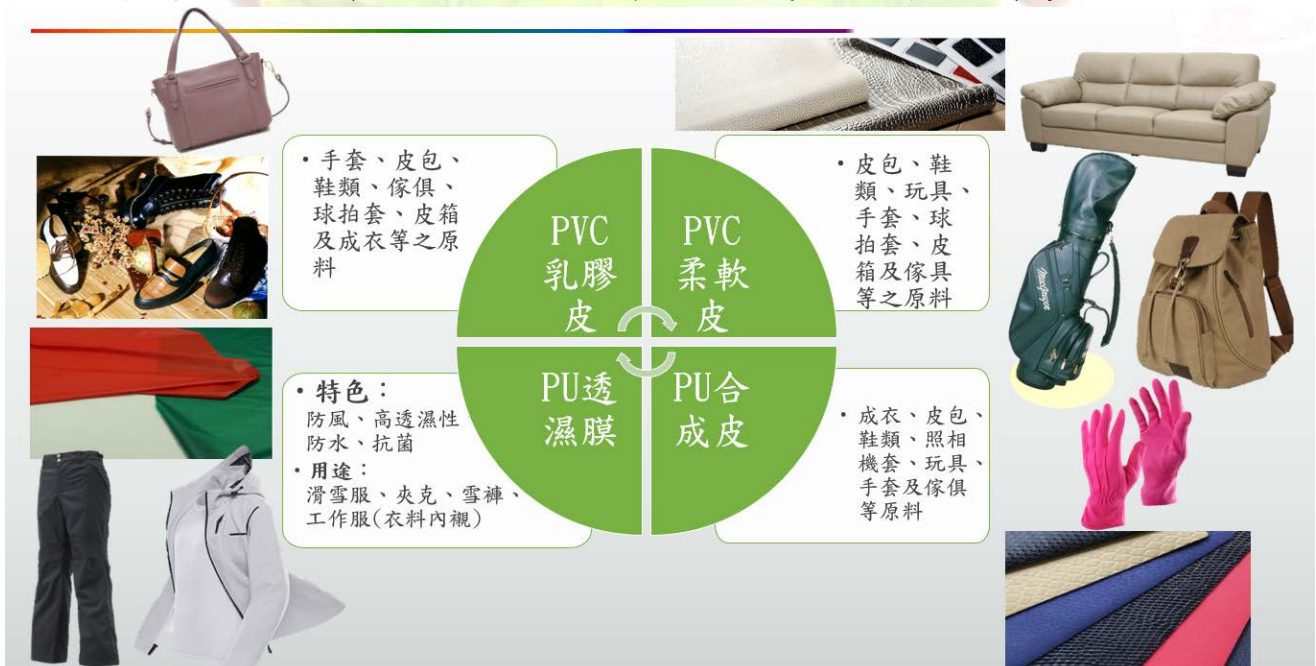 ・手套、皮包、
鞋類、傢俱、
球拍套、皮箱
及成衣等之原
料
PVC
乳膠
皮
PVC
柔軟
皮
・皮包、鞋
類、玩具、
手套、球
拍套、皮
箱及傢具
等之原料
・特色：
防風、高透濕性
防水、抗菌
・用途：
滑雪服、夾克、雪褲、
工作服(衣料內襯)
PU透
濕膜
PU合
成皮
・成衣、皮包、
鞋類、照相
機套、玩具、
手套及傢俱
等原料